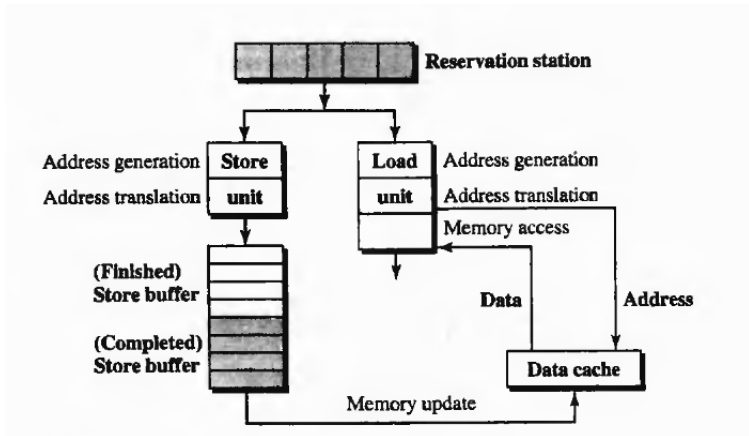 Reservation station
Address generation
Store
Load
Address generation
Address translation
unit
unit
Address translation
Memory access
(Finished)
Store buffer
Data
Address
(Completed)
Store buffer
Data cache
Memory update